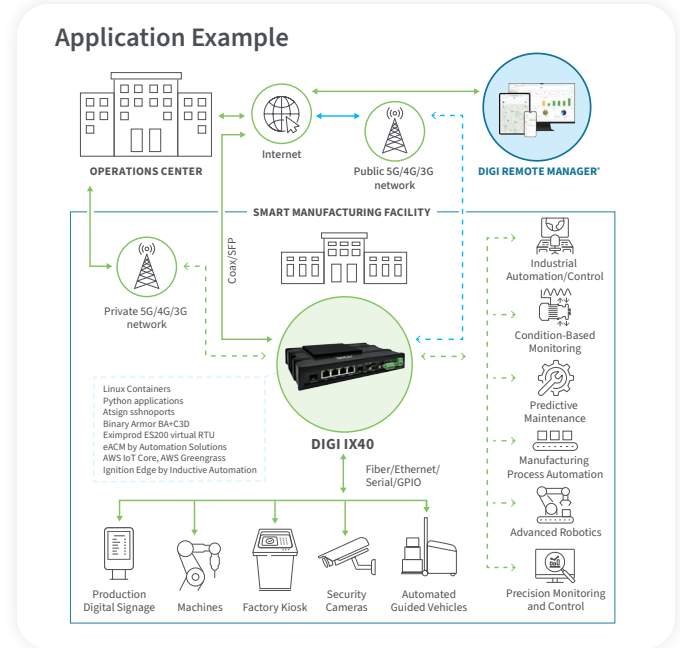 Application Example
OPERATIONS CENTER
Internet
Public 5G/4G/3G
network
DIGI REMOTE MANAGER®
SMART MANUFACTURING FACILITY
Coax/SFP
Private 5G/4G/3G
network
Linux Containers
Python applications
Atsign sshnoports
Binary Armor BA+C3D
Eximprod ES200 virtual RTU
eACM by Automation Solutions
AWS IoT Core, AWS Greengrass
Ignition Edge by Inductive Automation
DIGI IX40
Fiber/Ethernet/
Serial/GPIO
Industrial
Automation/Control
Condition-Based
Monitoring
Predictive
Maintenance
Manufacturing
Process Automation
Advanced Robotics
Precision Monitoring
and Control
Production
Digital Signage
Machines
Factory Kiosk
Security
Cameras
Automated
Guided Vehicles